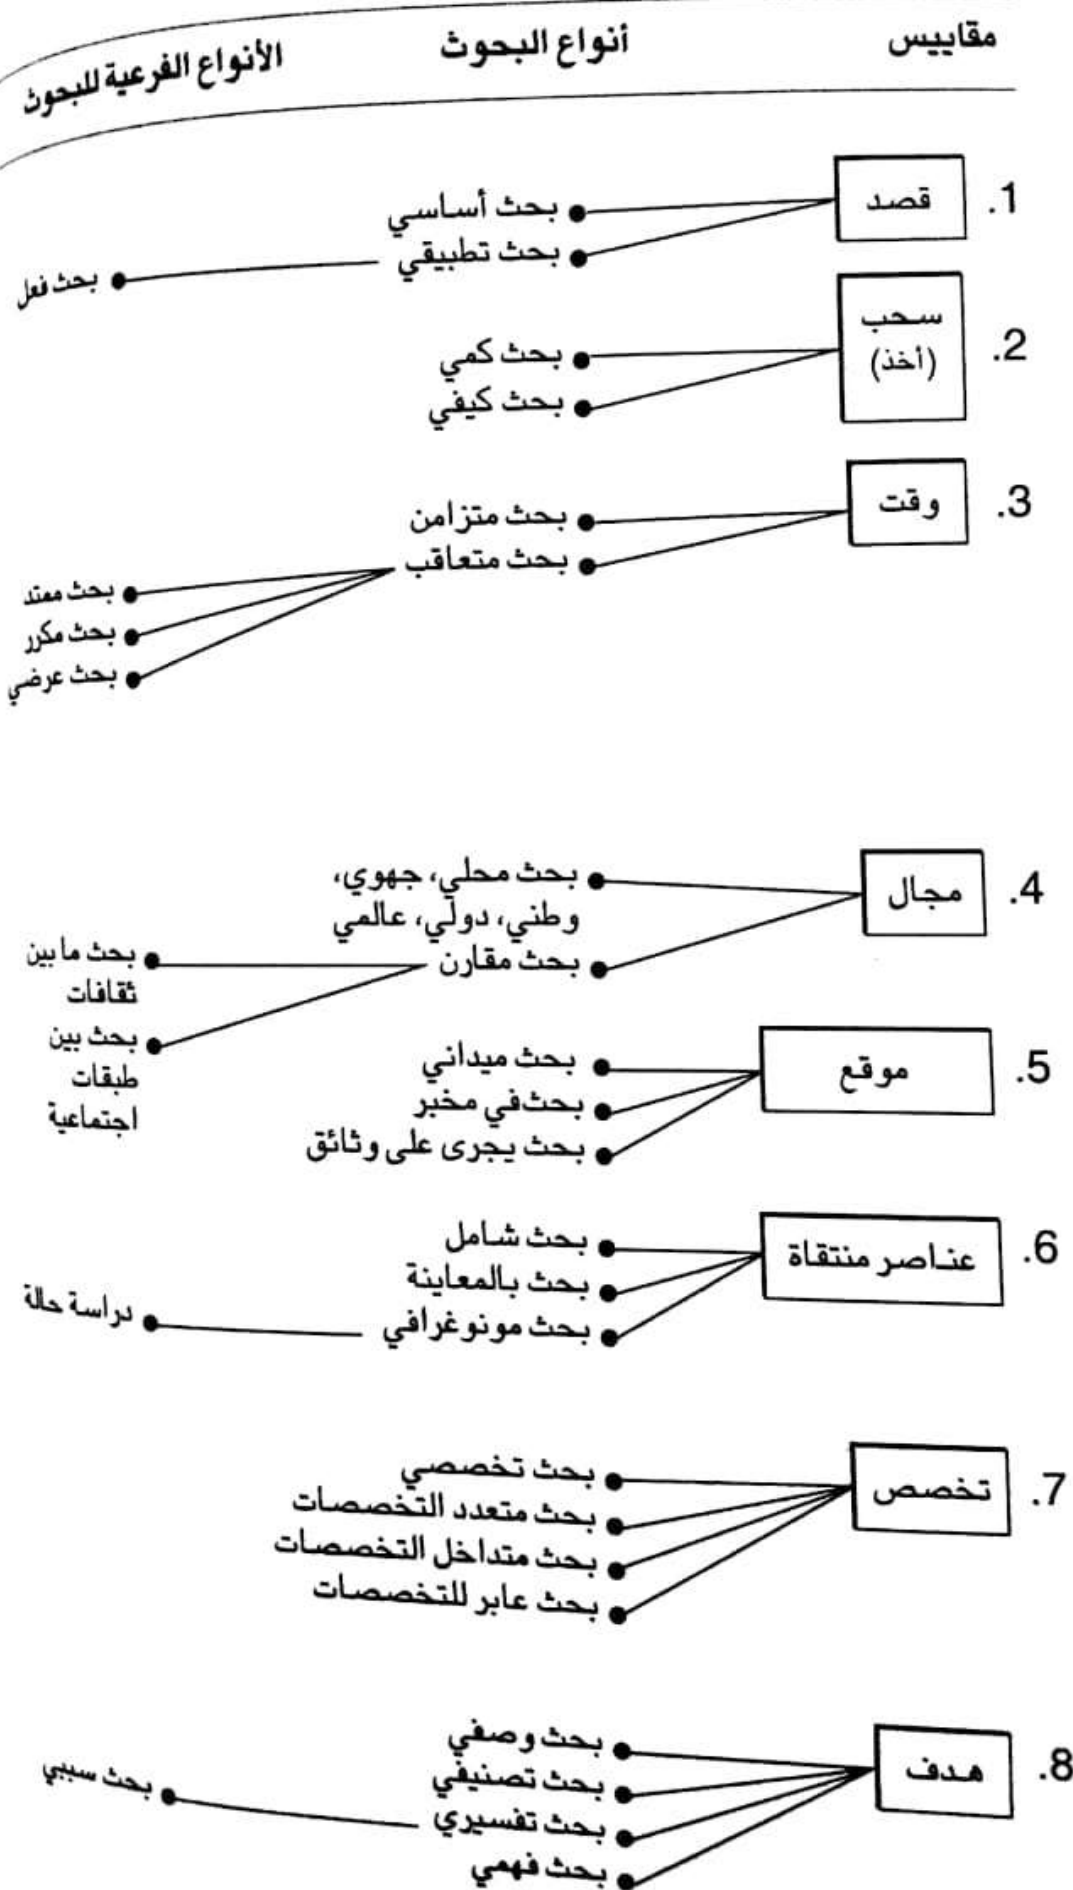 مقاييس
أنواع البحوث
الأنواع الفرعية للبحوث
1.
قصد
بحث أساسي
بحث تطبيقي
بحث فعل
2.
سحب
(أخذ)
بحث كمي
بحث كيفي
3.
وقت
بحث متزامن
بحث متعاقب
بحث ممتد
بحث مكرر
بحث عرضي
4.
مجال
بحث محلي، جهوي،
وطني، دولي، عالمي
بحث مقارن
بحث ما بين
ثقافات
بحث بين
طبقات
اجتماعية
5.
موقع
بحث ميداني
بحث في مخبر
بحث يجرى على وثائق
6.
عناصر منتقاة
بحث شامل
بحث بالمعاينة
بحث مونوغرافي
دراسة حالة
7.
تخصص
بحث تخصصي
بحث متعدد التخصصات
بحث متداخل التخصصات
بحث عابر للتخصصات
8.
هدف
بحث وصفي
بحث تصنيفي
بحث تفسيري
بحث فهمي
بحث سببي